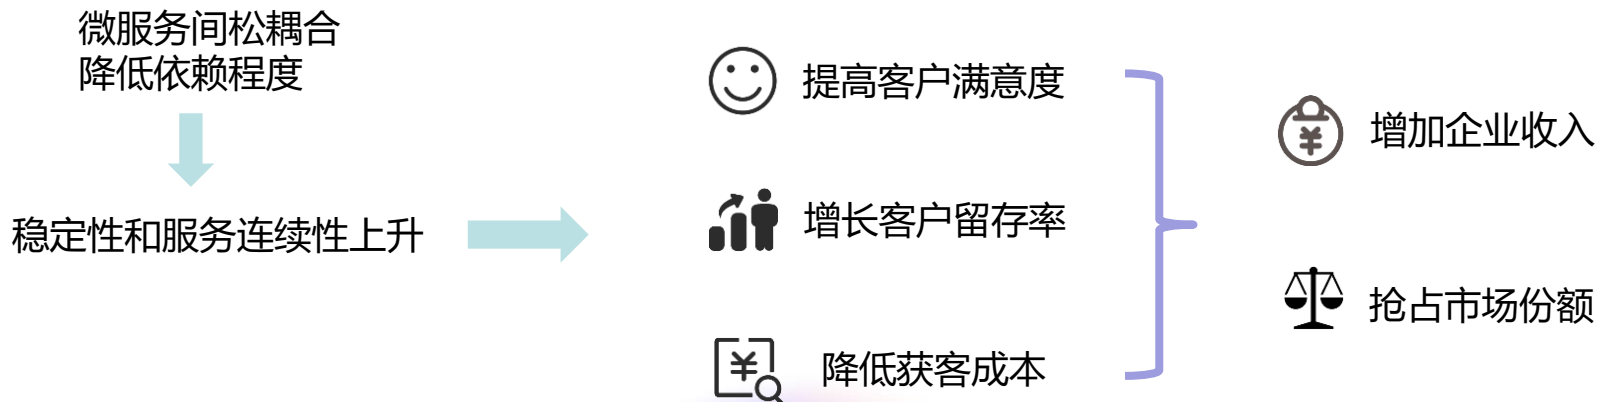 微服务间松耦合
降低依赖程度
稳定性和服务连续性上升
提高客户满意度
增长客户留存率
降低获客成本
增加企业收入
抢占市场份额